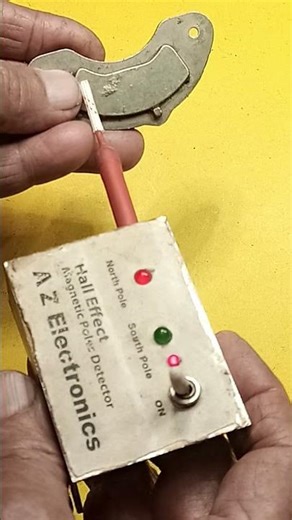 North Pole
South Pole
ON
Hall Effect
Magnetic Poles Detector
A Z Electronics